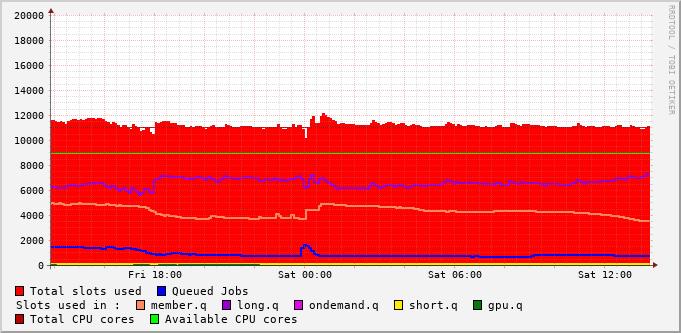 20000
18000
16000
14000
12000
10000
8000
6000
4000
2000
0
Fri 18:00 Sat 00:00 Sat 06:00 Sat 12:00
RRDTOOL / TOBI OETIKER
Total slots used Queued Jobs
Slots used in : member.q long.q ondemand.q short.q gpu.q
Total CPU cores Available CPU cores